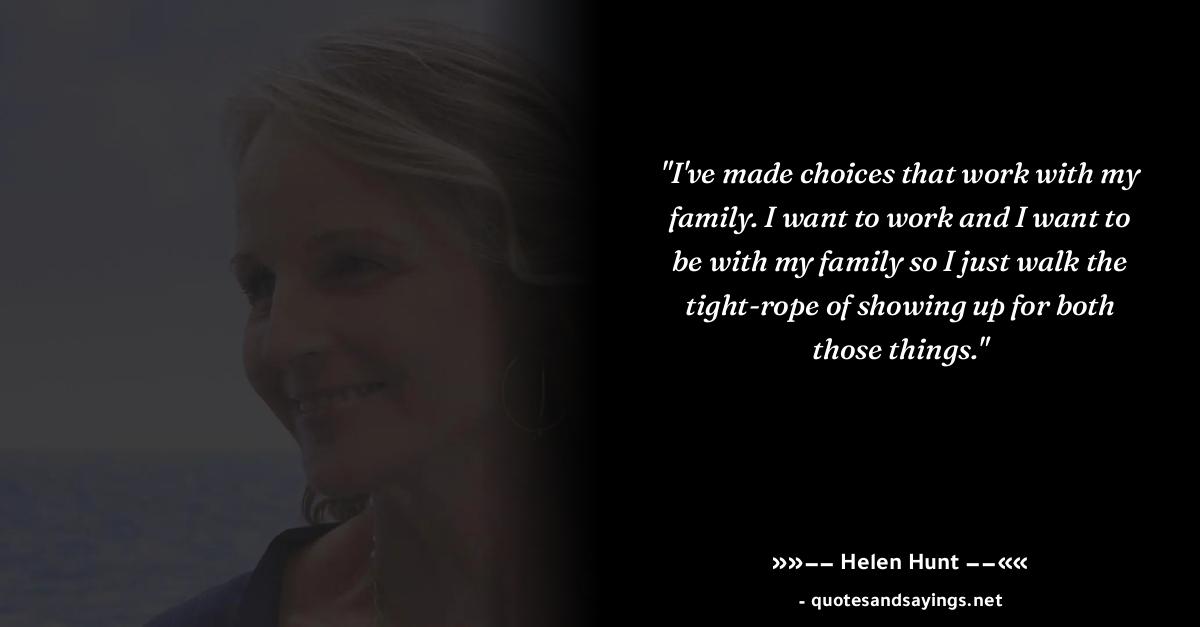 "I've made choices that work with my
family. I want to work and I want to
be with my family so I just walk the
tight-rope of showing up for both
those things."
»»–– Helen Hunt ––««
- quotesandsayings.net